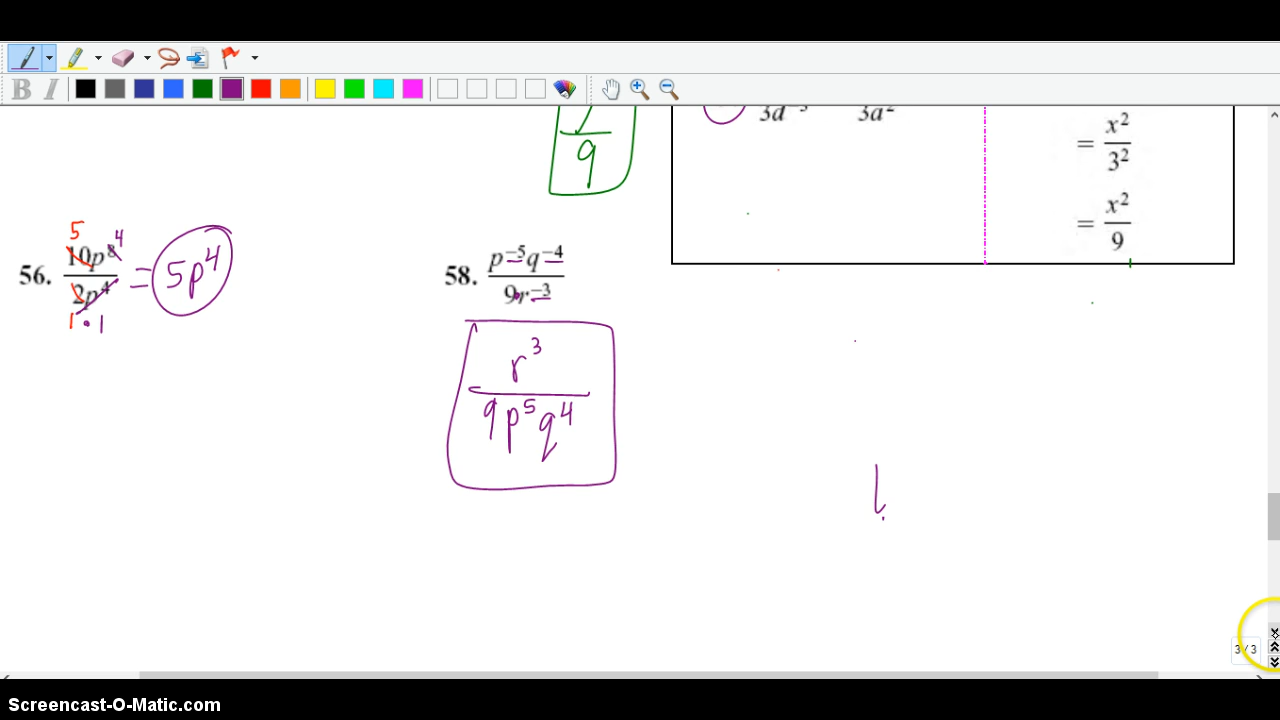 B I
3a⁻⁵ 3a²
= x²/3²
9
= x²/9
5 4
56. 10p⁸/2p⁴ = 5p⁴
1 • 1
58. p⁻⁵q⁻⁴/9r⁻³
r³/9p⁵q⁴
3 / 3
Screencast-O-Matic.com